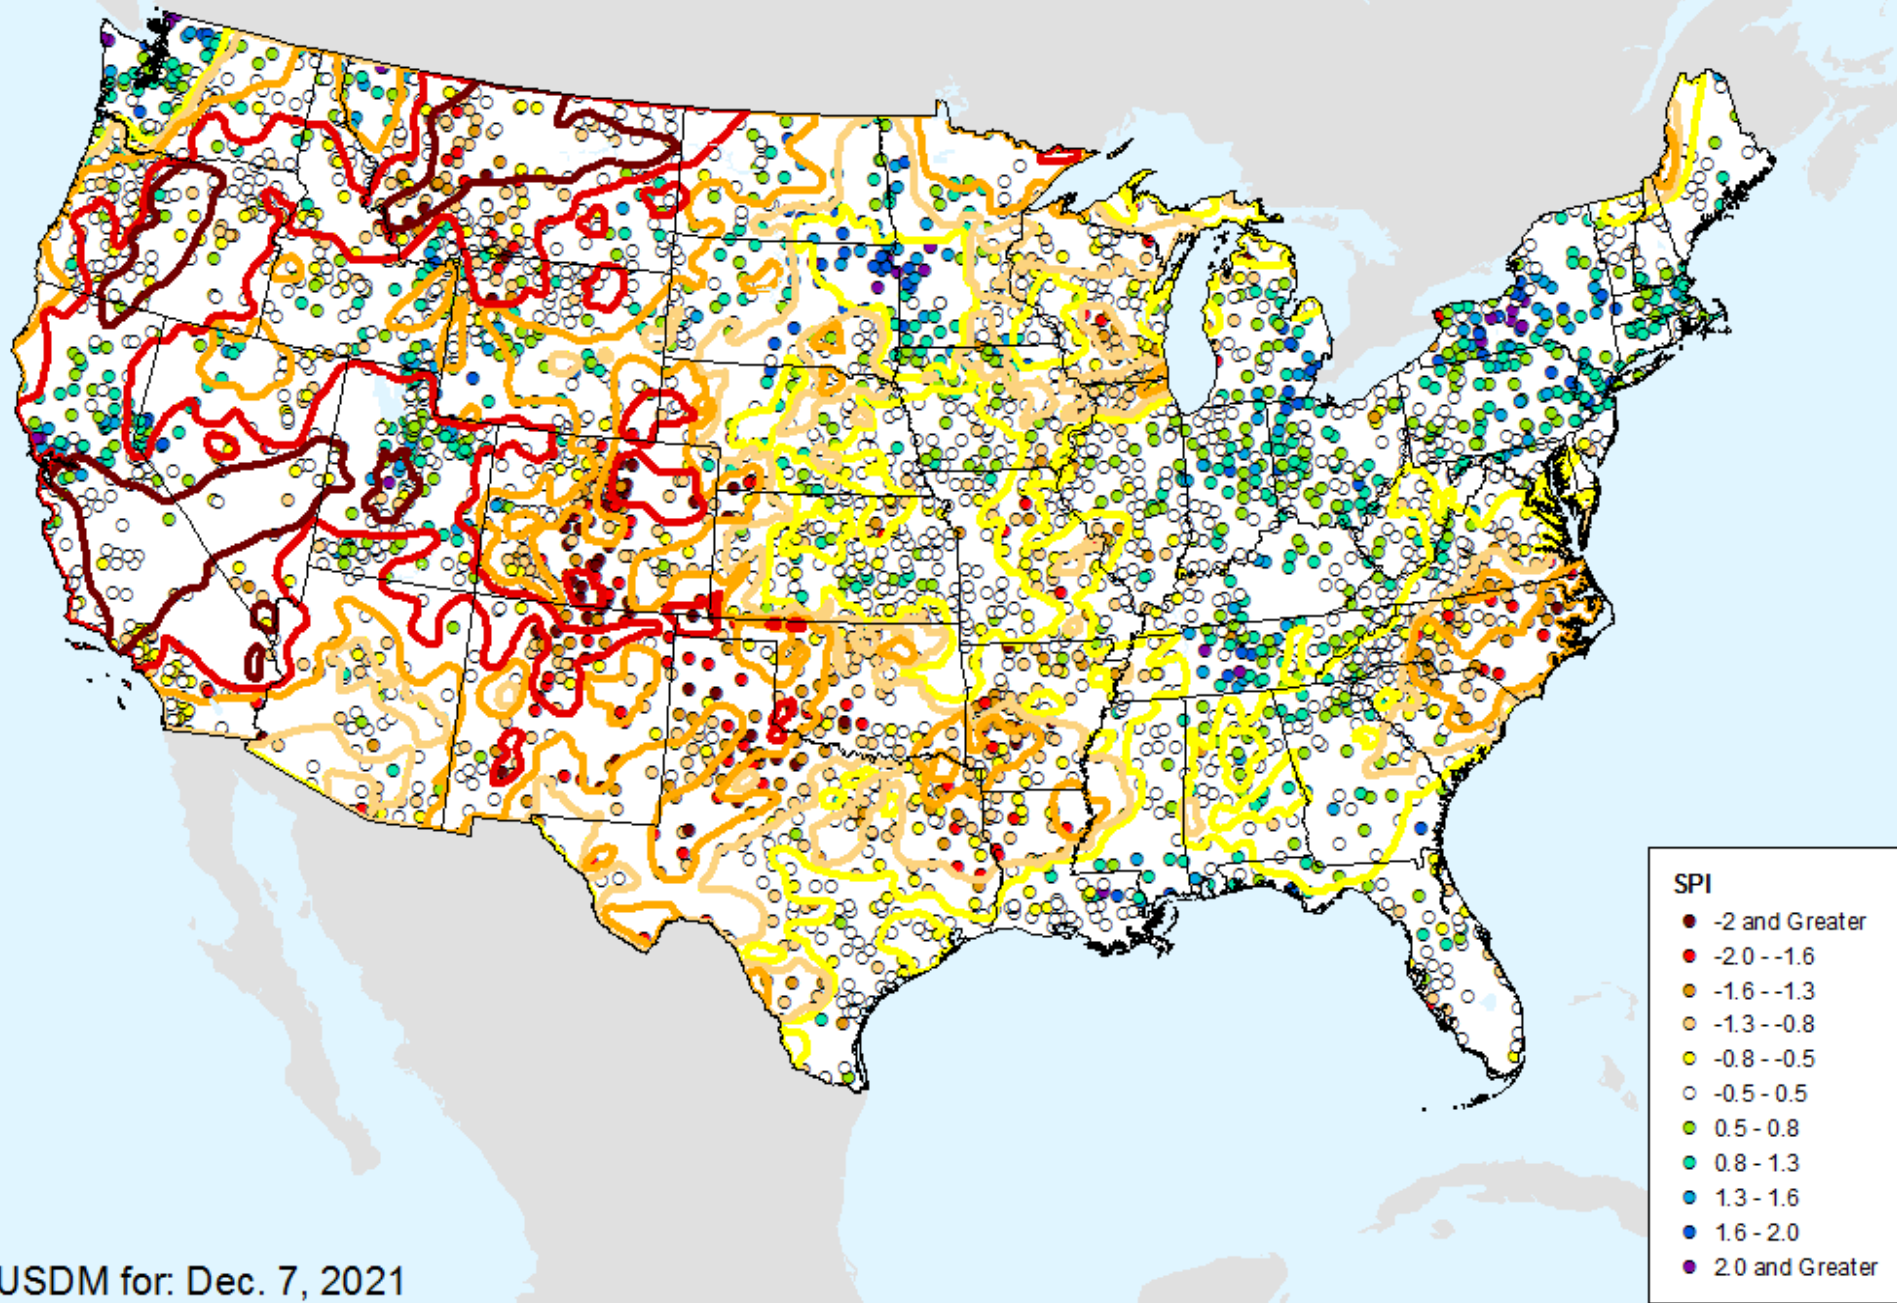 SPI
-2 and Greater
-2.0 - -1.6
-1.6 - -1.3
-1.3 - -0.8
-0.8 - -0.5
-0.5 - 0.5
0.5 - 0.8
0.8 - 1.3
1.3 - 1.6
1.6 - 2.0
2.0 and Greater
USDM for: Dec. 7, 2021